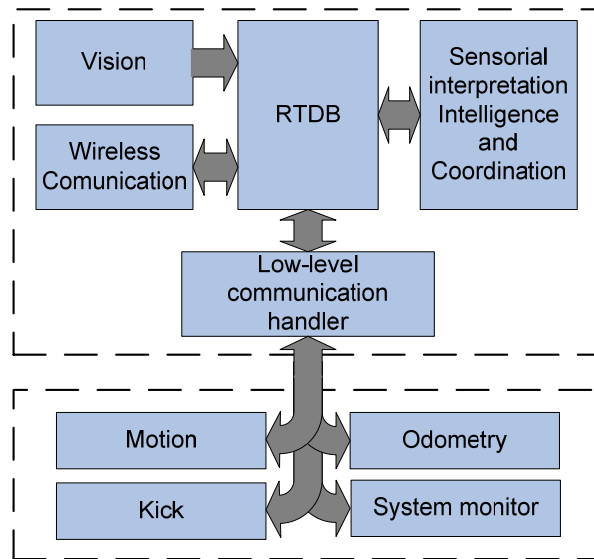 Vision
RTDB
Sensorial
interpretation
Intelligence
and
Coordination
Wireless
Comunication
Low-level
communication
handler
Motion
Odometry
Kick
System monitor